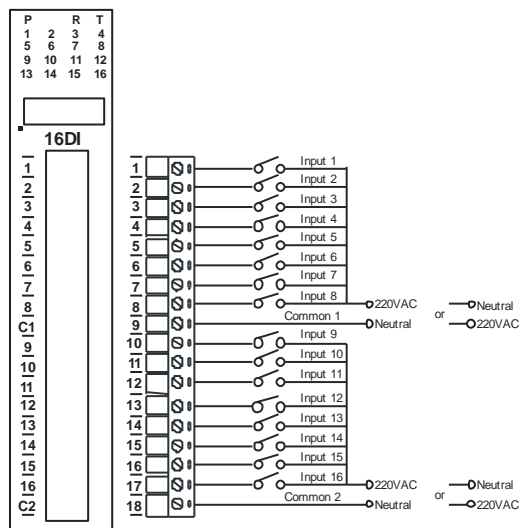 P R T
1 2 3 4
5 6 7 8
9 10 11 12
13 14 15 16
16DI
1
2
3
4
5
6
7
8
C1
9
10
11
12
13
14
15
16
C2
1 Input 1
2 Input 2
3 Input 3
4 Input 4
5 Input 5
6 Input 6
7 Input 7
8 Input 8 220VAC or Neutral
9 Common 1 Neutral 220VAC
10 Input 9
11 Input 10
12 Input 11
13 Input 12
14 Input 13
15 Input 14
16 Input 15
17 Input 16 220VAC or Neutral
18 Common 2 Neutral 220VAC